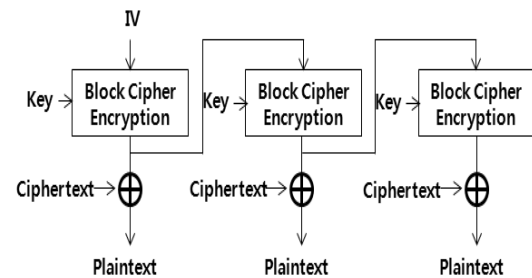 IV
Key
Block Cipher
Encryption
Key
Block Cipher
Encryption
Key
Block Cipher
Encryption
Ciphertext
Ciphertext
Ciphertext
Plaintext
Plaintext
Plaintext